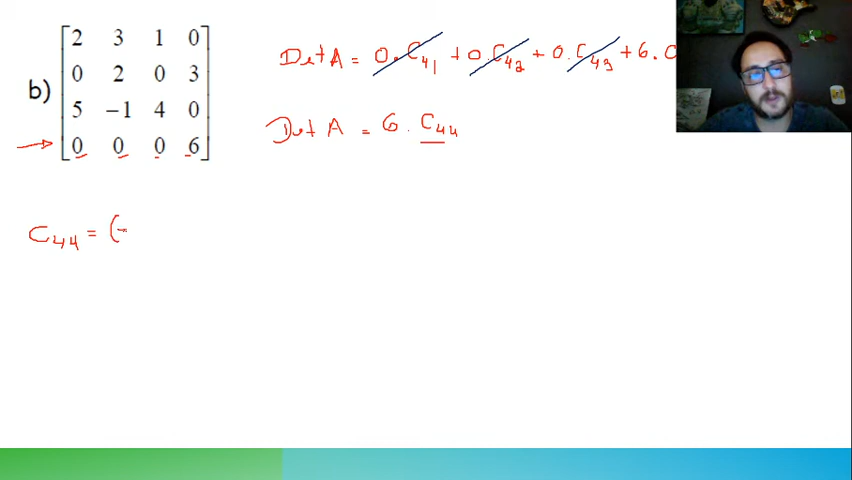 b)
2 3 1 0
0 2 0 3
5 −1 4 0
→ 0 0 0 6
Det A = 0.C₄₁ + 0.C₄₂ + 0.C₄₃ + 6.C
Det A = 6 . C₄₄
C₄₄ = (-